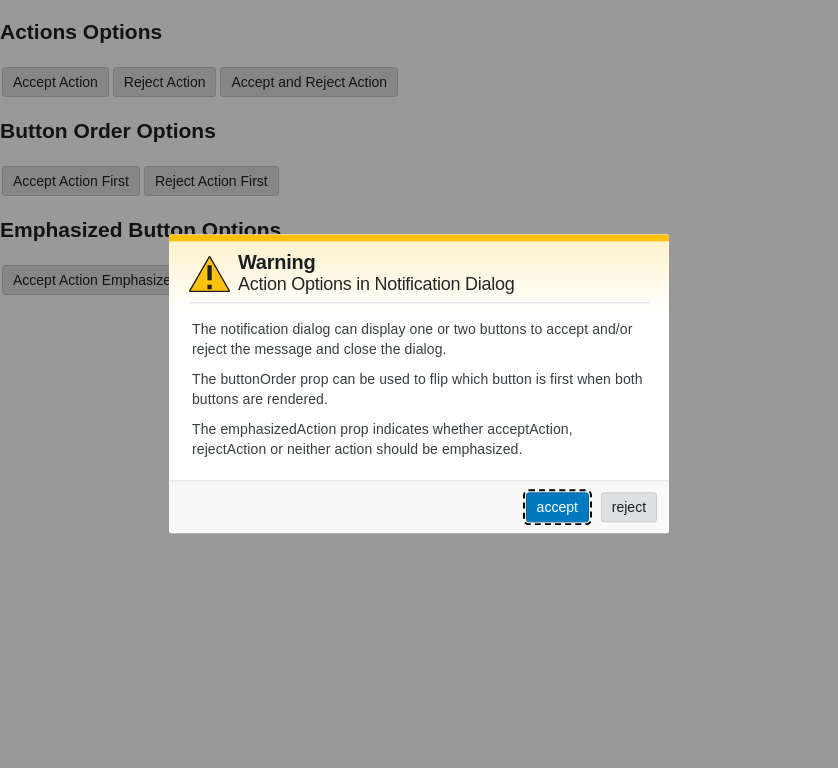 Actions Options
Accept Action Reject Action Accept and Reject Action
Button Order Options
Accept Action First Reject Action First
Emphasized Button Options
Accept Action
Warning
Action Options in Notification Dialog
The notification dialog can display one or two buttons to accept and/or
reject the message and close the dialog.
The buttonOrder prop can be used to flip which button is first when both
buttons are rendered.
The emphasizedAction prop indicates whether acceptAction,
rejectAction or neither action should be emphasized.
accept reject